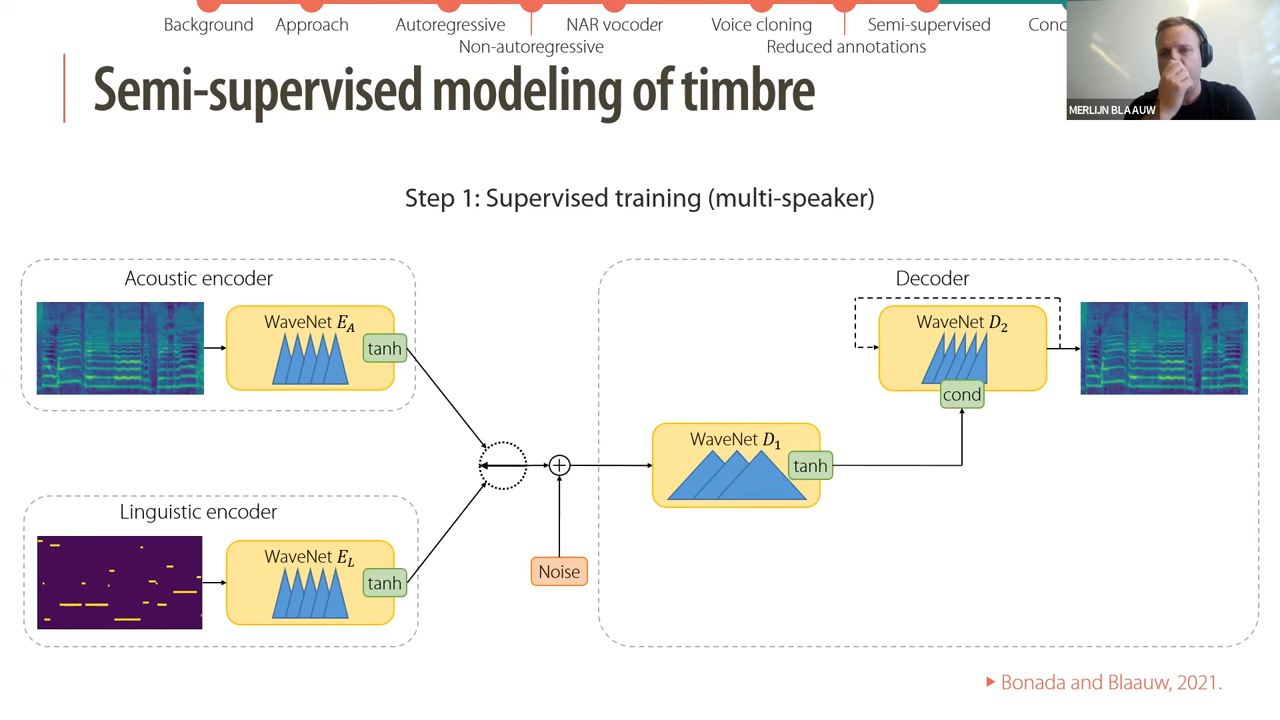 Background Approach Autoregressive NAR vocoder Voice cloning Semi-supervised Conc
Non-autoregressive Reduced annotations
MERLIJN BLAAUW
Semi-supervised modeling of timbre
Step 1: Supervised training (multi-speaker)
Acoustic encoder
WaveNet E_A
tanh
Linguistic encoder
WaveNet E_L
tanh
Noise
Decoder
WaveNet D_1
tanh
WaveNet D_2
cond
Bonada and Blaauw, 2021.